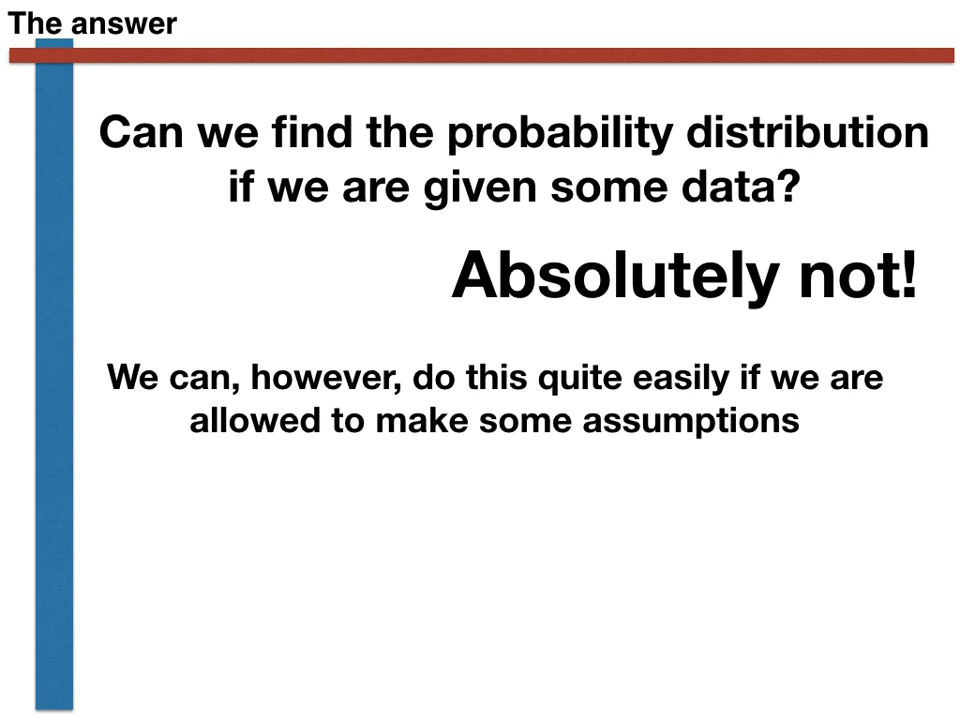 The answer
Can we find the probability distribution
if we are given some data?
Absolutely not!
We can, however, do this quite easily if we are
allowed to make some assumptions